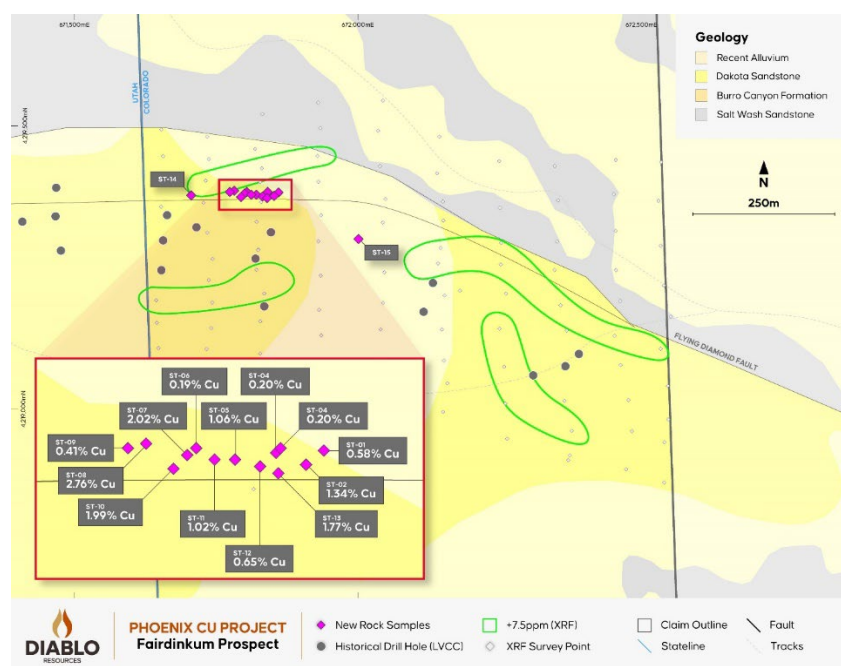 671,500mE
672,000mE
672,500mE
4,219,500mN
4,219,000mN
UTAH
COLORADO
Geology
Recent Alluvium
Dakota Sandstone
Burro Canyon Formation
Salt Wash Sandstone
N
250m
ST-14
ST-15
FLYING DIAMOND FAULT
ST-06
0.19% Cu
ST-04
0.20% Cu
ST-07
2.02% Cu
ST-05
1.06% Cu
ST-04
0.20% Cu
ST-09
0.41% Cu
ST-01
0.58% Cu
ST-08
2.76% Cu
ST-02
1.34% Cu
ST-10
1.99% Cu
ST-11
1.02% Cu
ST-13
1.77% Cu
ST-12
0.65% Cu
DIABLO
RESOURCES
PHOENIX CU PROJECT
Fairdinkum Prospect
New Rock Samples
Historical Drill Hole (LVCC)
+7.5ppm (XRF)
XRF Survey Point
Claim Outline
Stateline
Fault
Tracks